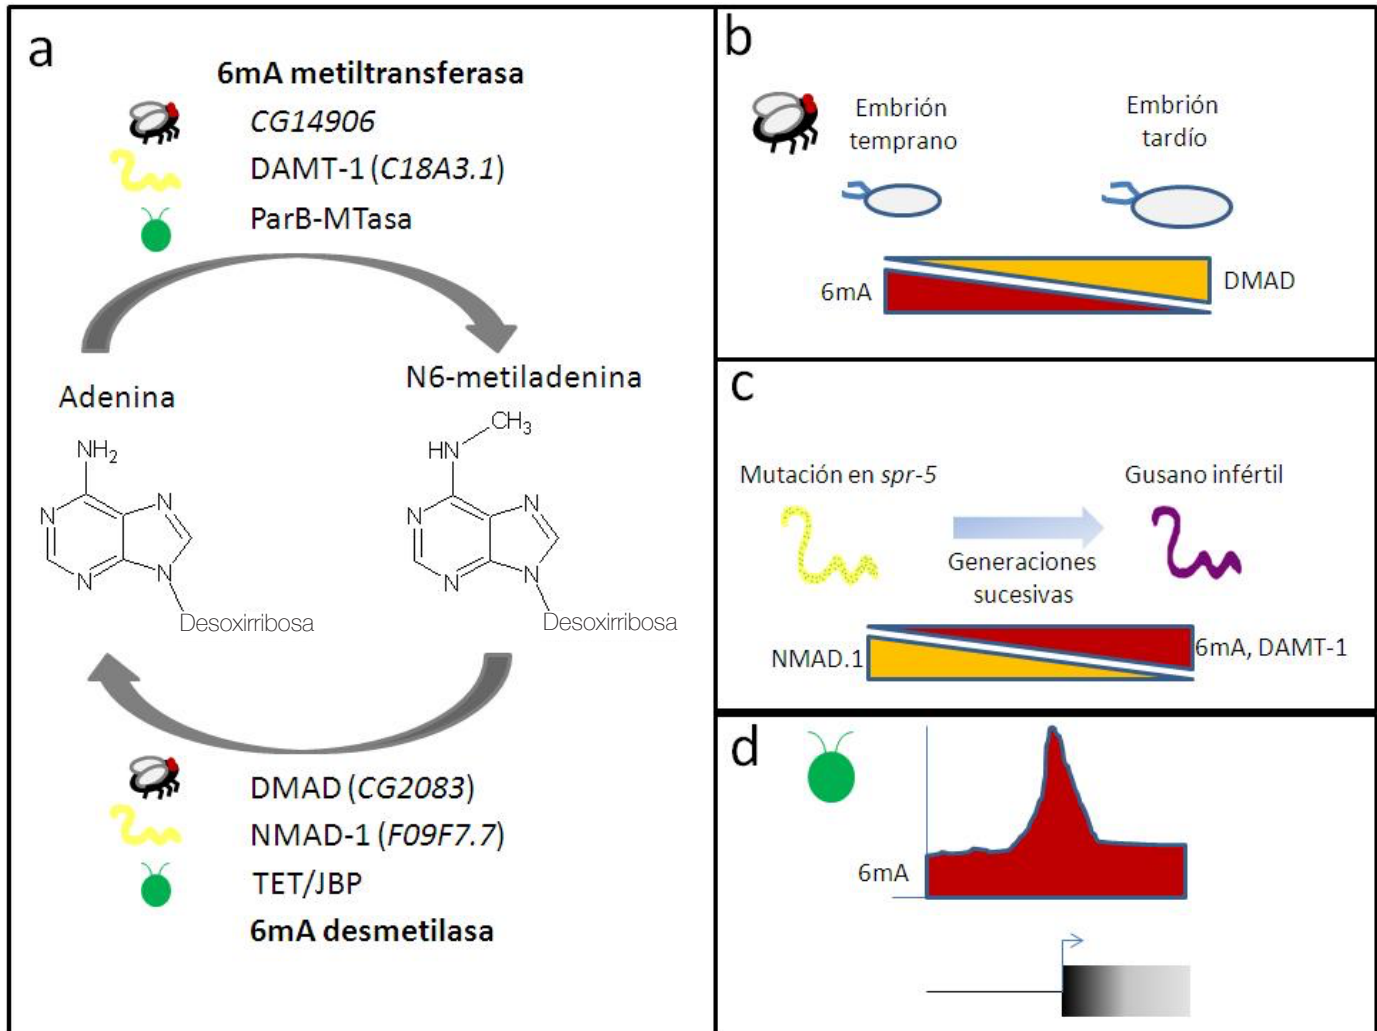 a
6mA metiltransferasa
CG14906
DAMT-1 (C18A3.1)
ParB-MTasa
Adenina
N6-metiladenina
NH2
N
N
N
N
Desoxirribosa
CH3
HN
N
N
N
N
Desoxirribosa
DMAD (CG2083)
NMAD-1 (F09F7.7)
TET/JBP
6mA desmetilasa
b
Embrión
temprano
Embrión
tardío
6mA
DMAD
c
Mutación en spr-5
Gusano infértil
Generaciones
sucesivas
NMAD.1
6mA, DAMT-1
d
6mA